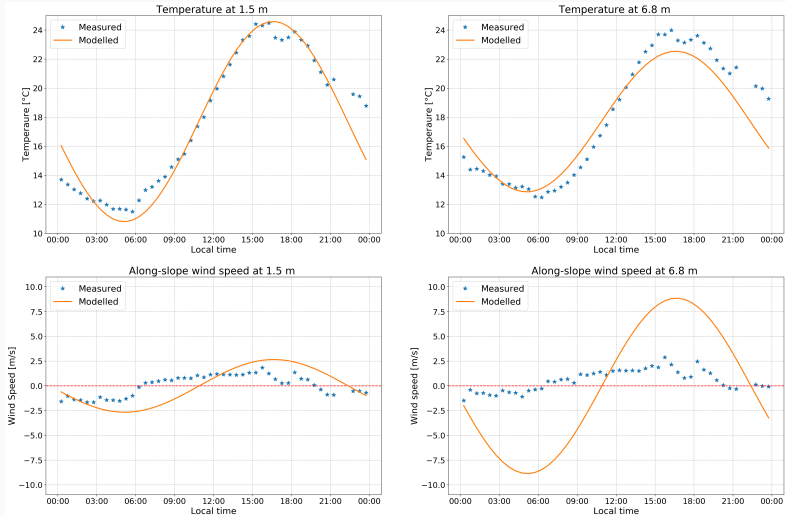 Temperature at 1.5 m
Temperaure [°C]
24
22
20
18
16
14
12
10
Measured
Modelled
00:00 03:00 06:00 09:00 12:00 15:00 18:00 21:00 00:00
Local time
Temperature at 6.8 m
Temperaure [°C]
24
22
20
18
16
14
12
10
Measured
Modelled
00:00 03:00 06:00 09:00 12:00 15:00 18:00 21:00 00:00
Local time
Along-slope wind speed at 1.5 m
Wind Speed [m/s]
10.0
7.5
5.0
2.5
0.0
−2.5
−5.0
−7.5
−10.0
Measured
Modelled
00:00 03:00 06:00 09:00 12:00 15:00 18:00 21:00 00:00
Local time
Along-slope wind speed at 6.8 m
Wind speed [m/s]
10.0
7.5
5.0
2.5
0.0
−2.5
−5.0
−7.5
−10.0
Measured
Modelled
00:00 03:00 06:00 09:00 12:00 15:00 18:00 21:00 00:00
Local time